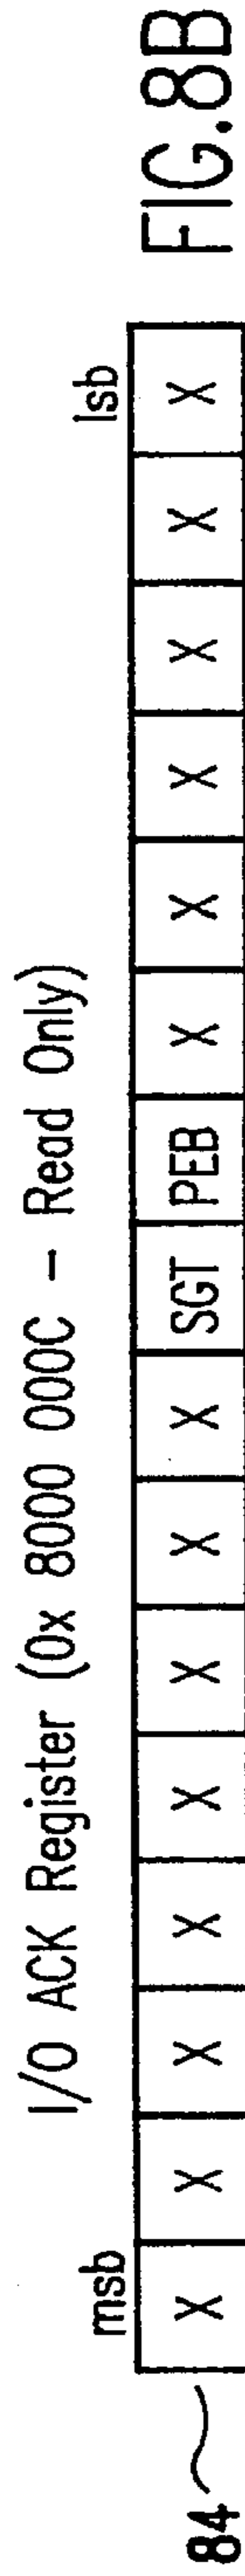 I/O ACK Register (0x 8000 000C – Read Only)
msb lsb
84 X X X X X X X X SGT PEB X X X X X X
FIG.8B